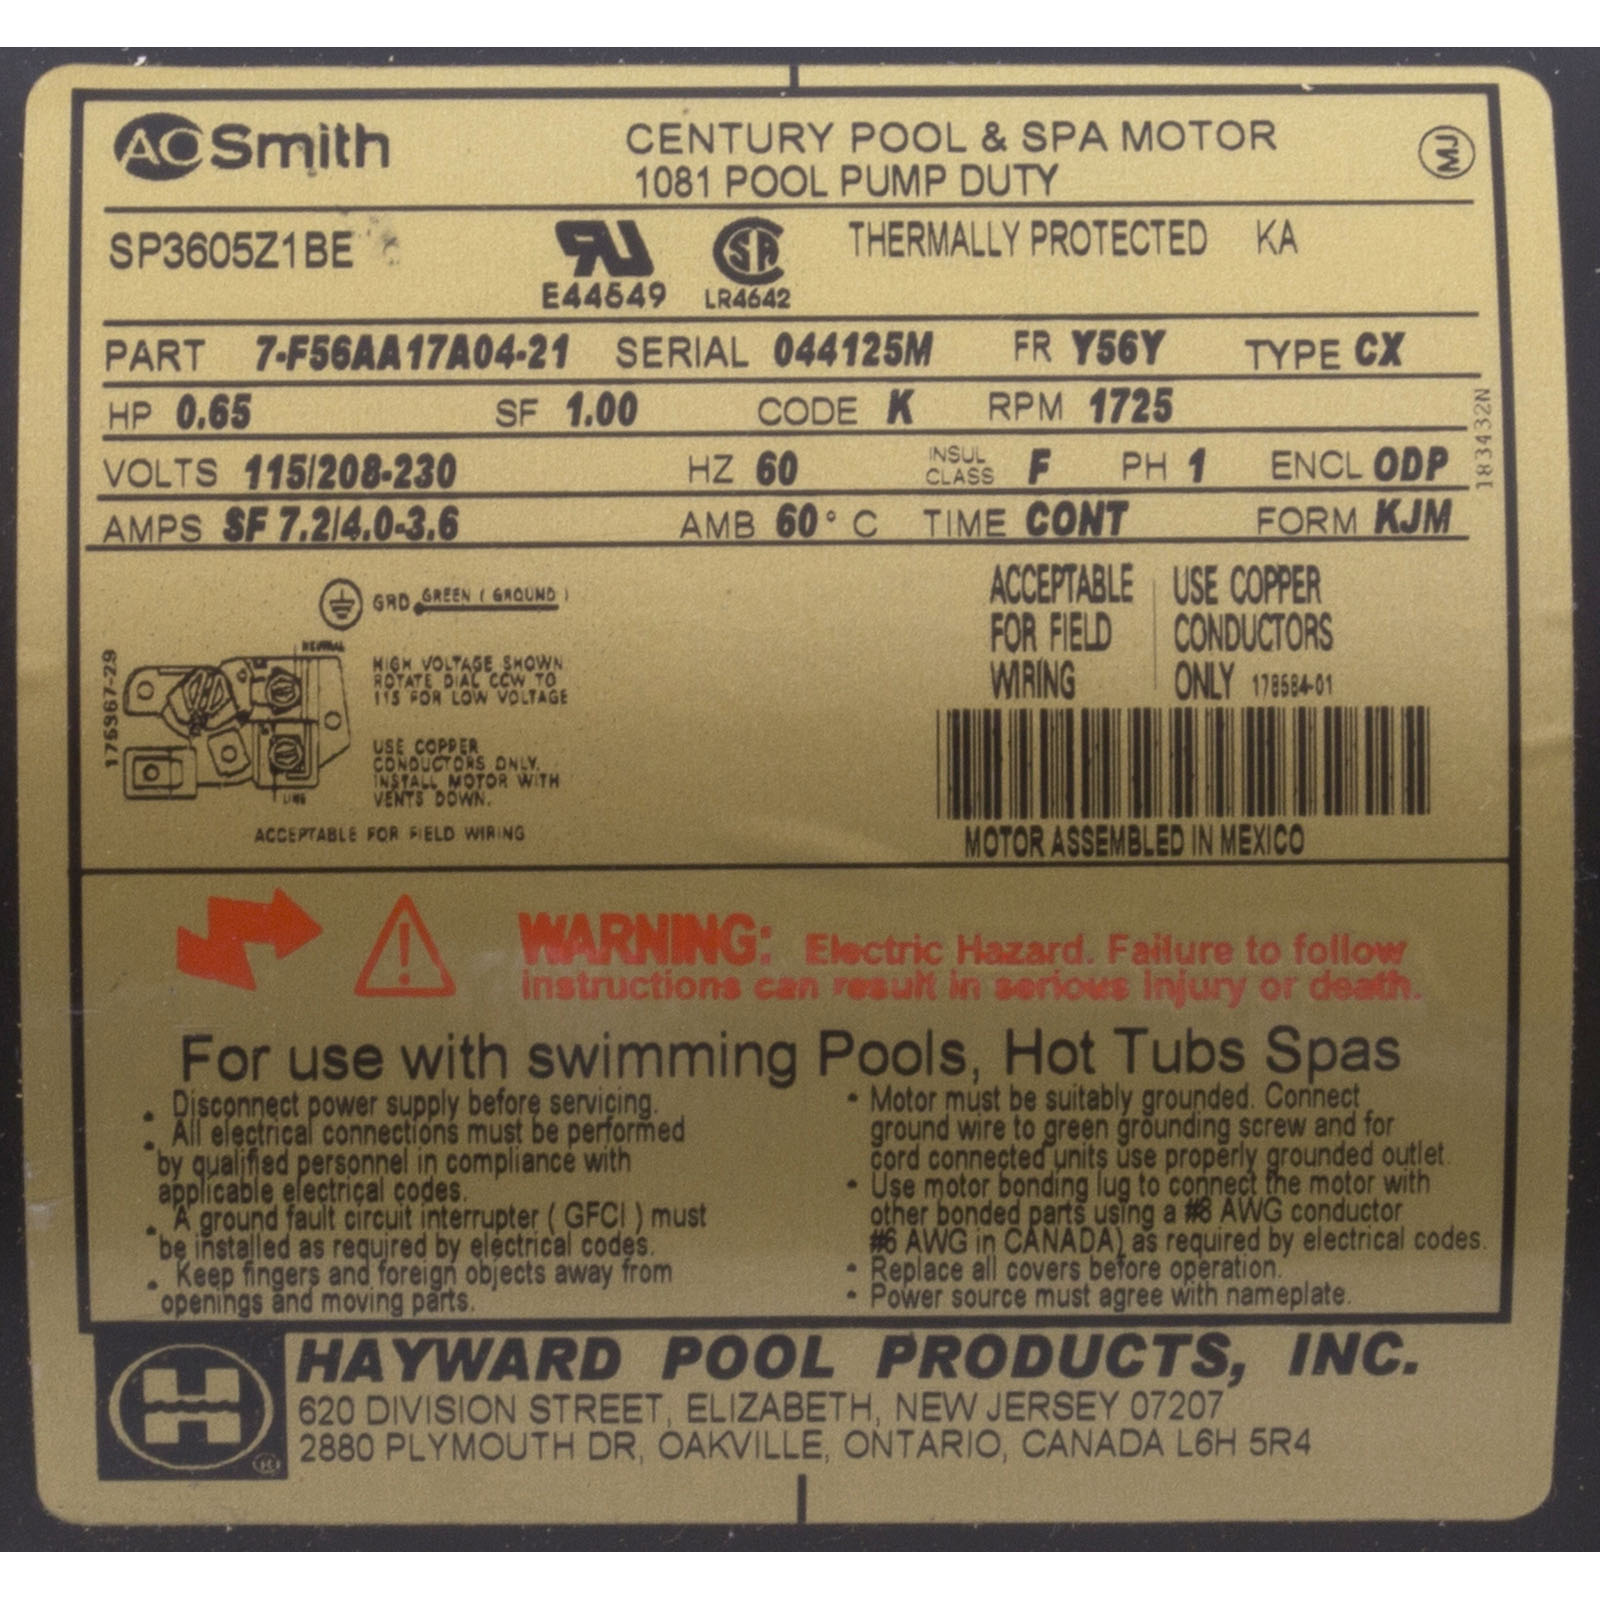 AO Smith
CENTURY POOL & SPA MOTOR
1081 POOL PUMP DUTY
MJ
SP3605Z1BE
E44549
SA
LR4642
THERMALLY PROTECTED KA
PART 7-F56AA17A04-21 SERIAL 044125M FR Y56Y TYPE CX
HP 0.65 SF 1.00 CODE K RPM 1725
183432N
VOLTS 115/208-230 HZ 60 INSUL CLASS F PH 1 ENCL ODP
AMPS SF 7.2/4.0-3.6 AMB 60° C TIME CONT FORM KJM
GRD GREEN ( GROUND )
NEUTRAL
176967-29
HIGH VOLTAGE SHOWN
ROTATE DIAL CCW TO
115 FOR LOW VOLTAGE
USE COPPER
CONDUCTORS ONLY.
INSTALL MOTOR WITH
VENTS DOWN.
LINE
ACCEPTABLE FOR FIELD WIRING
ACCEPTABLE
FOR FIELD
WIRING
USE COPPER
CONDUCTORS
ONLY 178584-01
MOTOR ASSEMBLED IN MEXICO
WARNING: Electric Hazard. Failure to follow
instructions can result in serious injury or death.
For use with swimming Pools, Hot Tubs Spas
• Disconnect power supply before servicing.
• All electrical connections must be performed
by qualified personnel in compliance with
applicable electrical codes.
• A ground fault circuit interrupter ( GFCI ) must
be installed as required by electrical codes.
• Keep fingers and foreign objects away from
openings and moving parts.
• Motor must be suitably grounded. Connect
ground wire to green grounding screw and for
cord connected units use properly grounded outlet.
• Use motor bonding lug to connect the motor with
other bonded parts using a #8 AWG conductor
#6 AWG in CANADA) as required by electrical codes.
• Replace all covers before operation.
• Power source must agree with nameplate.
H ®
HAYWARD POOL PRODUCTS, INC.
620 DIVISION STREET, ELIZABETH, NEW JERSEY 07207
2880 PLYMOUTH DR, OAKVILLE, ONTARIO, CANADA L6H 5R4